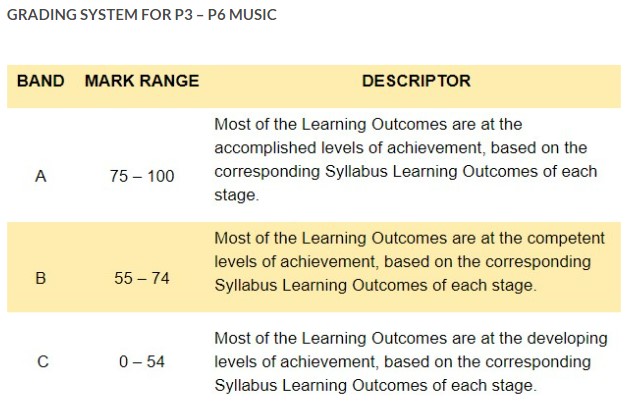 GRADING SYSTEM FOR P3 – P6 MUSIC
BAND MARK RANGE DESCRIPTOR
Most of the Learning Outcomes are at the
accomplished levels of achievement, based on the
A 75 – 100 corresponding Syllabus Learning Outcomes of each
stage.
Most of the Learning Outcomes are at the competent
levels of achievement, based on the corresponding
B 55 – 74 Syllabus Learning Outcomes of each stage.
Most of the Learning Outcomes are at the developing
C 0 – 54 levels of achievement, based on the corresponding
Syllabus Learning Outcomes of each stage.